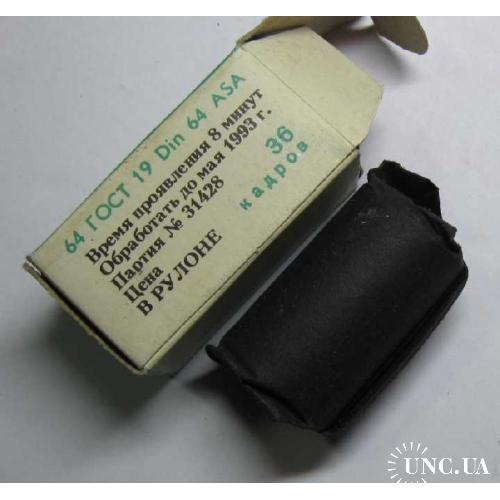 64 ГОСТ 19 Din 64 ASA
Время проявления 8 минут
Обработать до мая 1993 г.
Партия № 31428
Цена
В РУЛОНЕ
36
кадров
UNC.UA